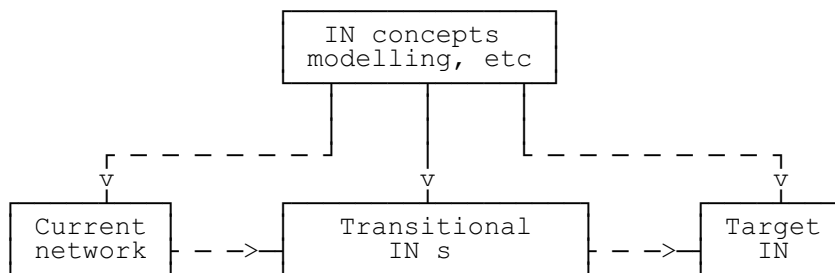 IN concepts
modelling, etc
Current
network
Transitional
IN s
Target
IN